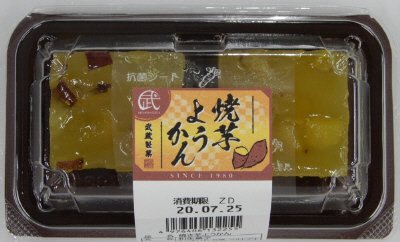 抗菌シート
武
焼芋
ようかん
武蔵製菓
SINCE 1980
消費期限 ZD
20.07.25